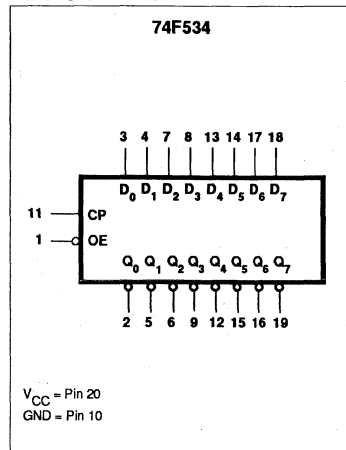 74F534
3 4 7 8 13 14 17 18
D0 D1 D2 D3 D4 D5 D6 D7
11 CP
1 OE
Q0 Q1 Q2 Q3 Q4 Q5 Q6 Q7
2 5 6 9 12 15 16 19
VCC = Pin 20
GND = Pin 10